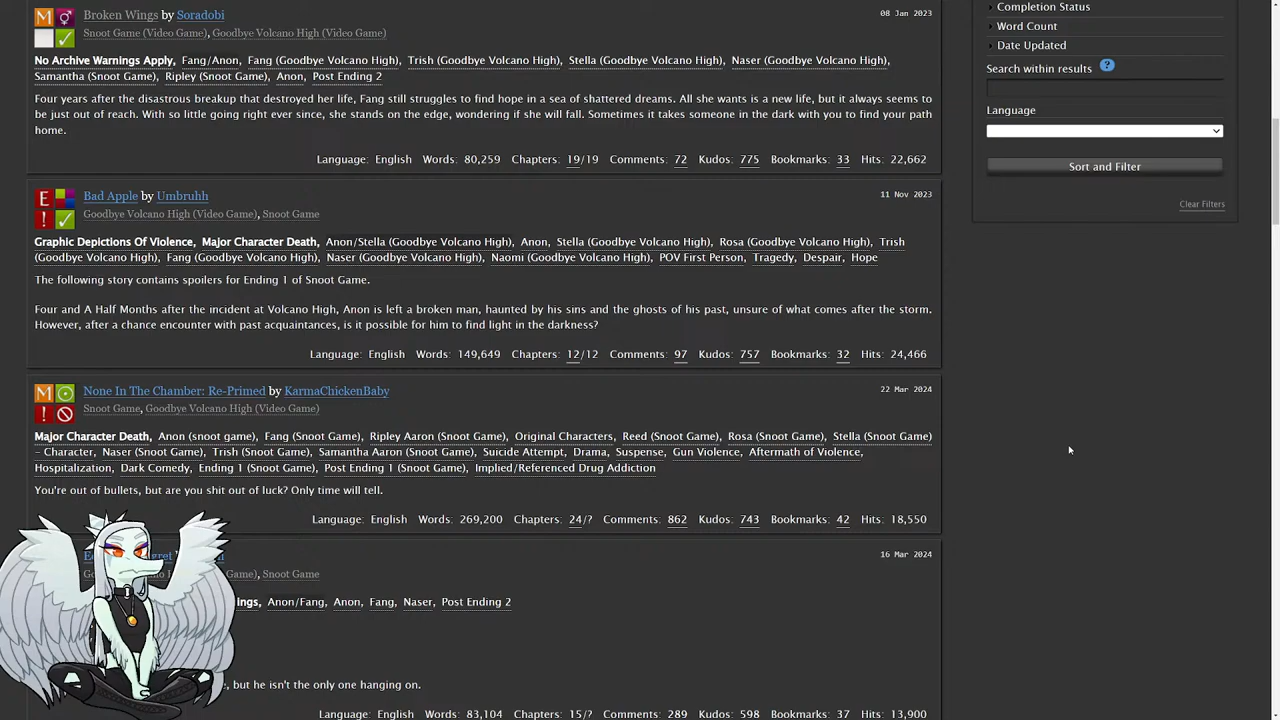 Broken Wings by Soradobi
08 Jan 2023
Snoot Game (Video Game), Goodbye Volcano High (Video Game)
No Archive Warnings Apply, Fang/Anon, Fang (Goodbye Volcano High), Trish (Goodbye Volcano High), Stella (Goodbye Volcano High), Naser (Goodbye Volcano High),
Samantha (Snoot Game), Ripley (Snoot Game), Anon, Post Ending 2
Four years after the disastrous breakup that destroyed her life, Fang still struggles to find hope in a sea of shattered dreams. All she wants is a new life, but it always seems to
be just out of reach. With so little going right ever since, she stands on the edge, wondering if she will fall. Sometimes it takes someone in the dark with you to find your path
home.
Language: English Words: 80,259 Chapters: 19/19 Comments: 72 Kudos: 775 Bookmarks: 33 Hits: 22,662
E
Bad Apple by Umbruhh
11 Nov 2023
Goodbye Volcano High (Video Game), Snoot Game
Graphic Depictions Of Violence, Major Character Death, Anon/Stella (Goodbye Volcano High), Anon, Stella (Goodbye Volcano High), Rosa (Goodbye Volcano High), Trish
(Goodbye Volcano High), Fang (Goodbye Volcano High), Naser (Goodbye Volcano High), Naomi (Goodbye Volcano High), POV First Person, Tragedy, Despair, Hope
The following story contains spoilers for Ending 1 of Snoot Game.
Four and A Half Months after the incident at Volcano High, Anon is left a broken man, haunted by his sins and the ghosts of his past, unsure of what comes after the storm.
However, after a chance encounter with past acquaintances, is it possible for him to find light in the darkness?
Language: English Words: 149,649 Chapters: 12/12 Comments: 97 Kudos: 757 Bookmarks: 32 Hits: 24,466
M
None In The Chamber: Re-Primed by KarmaChickenBaby
22 Mar 2024
Snoot Game, Goodbye Volcano High (Video Game)
Major Character Death, Anon (snoot game), Fang (Snoot Game), Ripley Aaron (Snoot Game), Original Characters, Reed (Snoot Game), Rosa (Snoot Game), Stella (Snoot Game)
- Character, Naser (Snoot Game), Trish (Snoot Game), Samantha Aaron (Snoot Game), Suicide Attempt, Drama, Suspense, Gun Violence, Aftermath of Violence,
Hospitalization, Dark Comedy, Ending 1 (Snoot Game), Post Ending 1 (Snoot Game), Implied/Referenced Drug Addiction
You're out of bullets, but are you shit out of luck? Only time will tell.
Language: English Words: 269,200 Chapters: 24/? Comments: 862 Kudos: 743 Bookmarks: 42 Hits: 18,550
16 Mar 2024
Game), Snoot Game
Anon/Fang, Anon, Fang, Naser, Post Ending 2
, but he isn't the only one hanging on.
Language: English Words: 83,104 Chapters: 15/? Comments: 289 Kudos: 598 Bookmarks: 37 Hits: 13,900
Completion Status
Word Count
Date Updated
Search within results ?
Language
Sort and Filter
Clear Filters